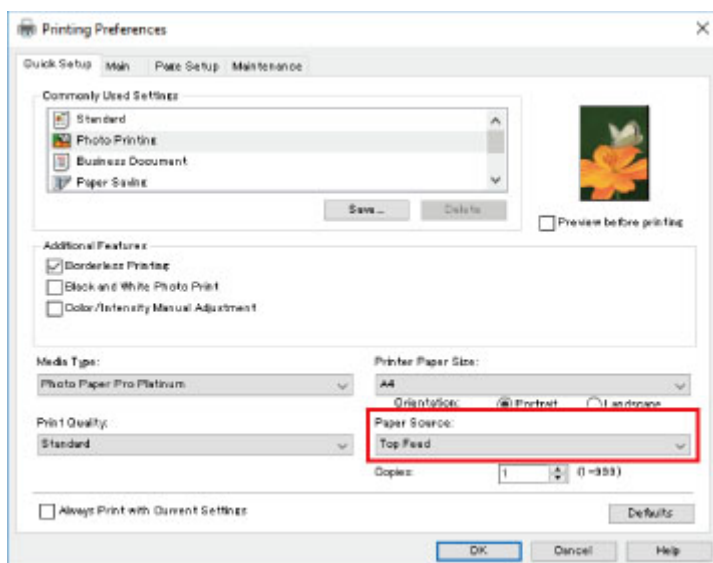 Printing Preferences
Quick Setup Main Page Setup Maintenance
Commonly Used Settings
Standard
Photo Printing
Business Document
Paper Saving
Save... Delete
Preview before printing
Additional Features
Borderless Printing
Black and White Photo Print
Color/Intensity Manual Adjustment
Media Type:
Photo Paper Pro Platinum
Printer Paper Size:
A4
Orientation: Portrait Landscape
Print Quality:
Standard
Paper Source:
Top Feed
Copies: 1 (1-999)
Always Print with Current Settings
Defaults
OK Cancel Help